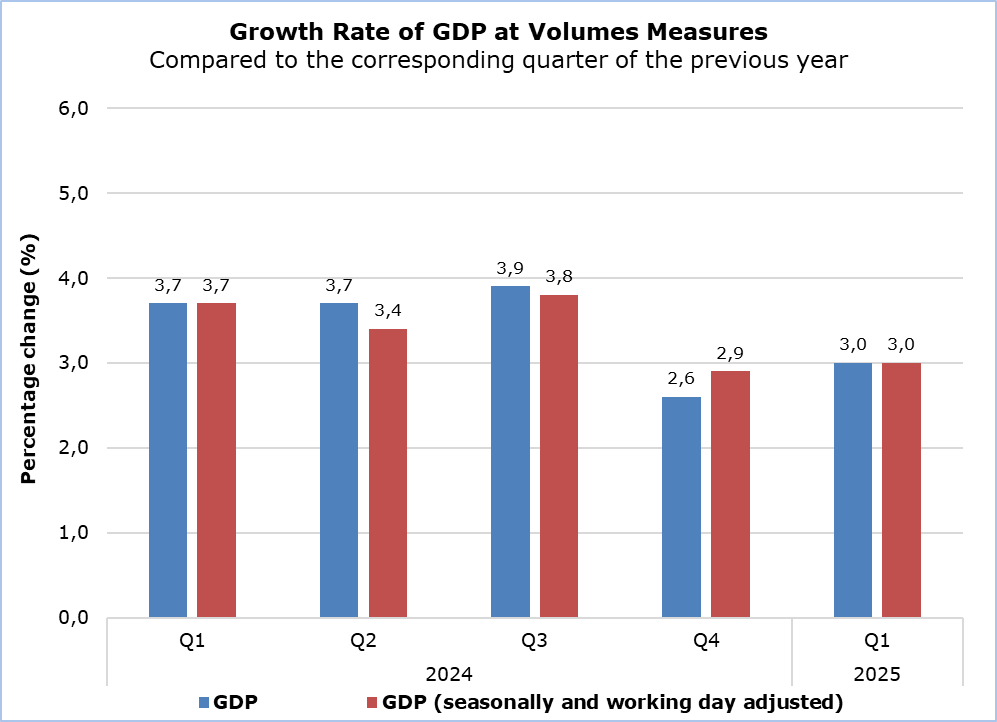 Growth Rate of GDP at Volumes Measures
Compared to the corresponding quarter of the previous year
Percentage change (%)
6,0
5,0
4,0
3,0
2,0
1,0
0,0
3,7 3,7 3,7 3,4 3,9 3,8 2,6 2,9 3,0 3,0
Q1 Q2 Q3 Q4 Q1
2024 2025
GDP GDP (seasonally and working day adjusted)